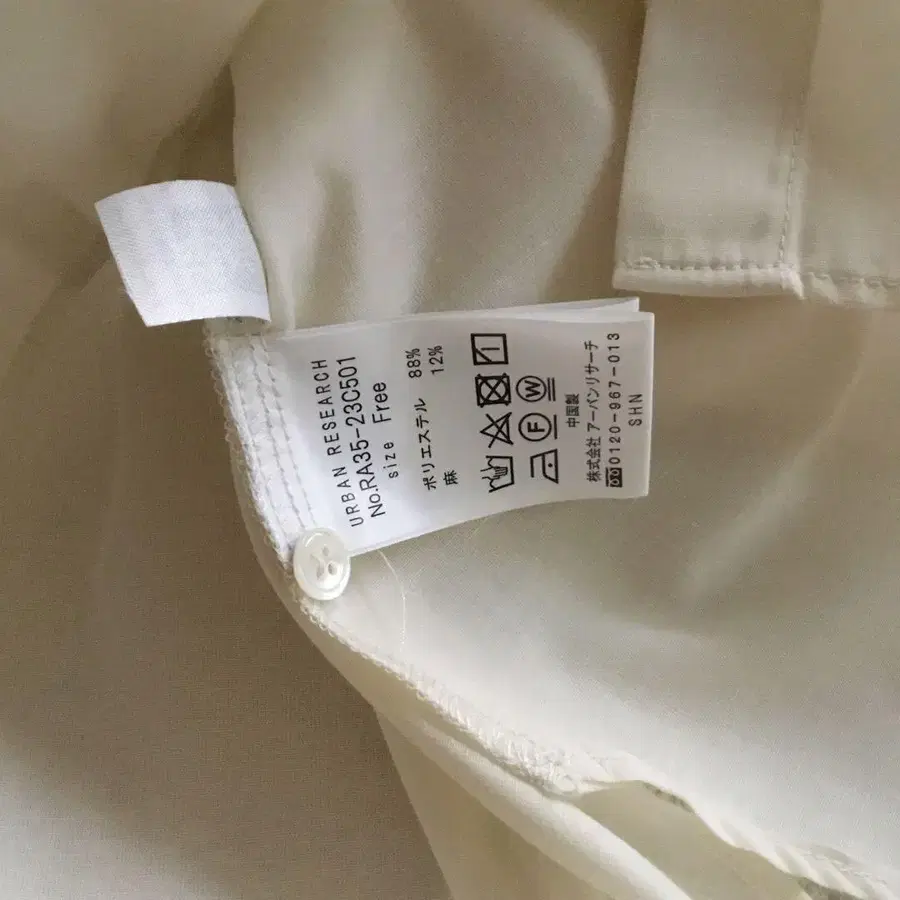 URBAN RESEARCH
No.RA35-23C501
size Free
ポリエステル 88%
麻 12%
F W
中国製
株式会社 アーバンリサーチ
0120-967-013
SHN